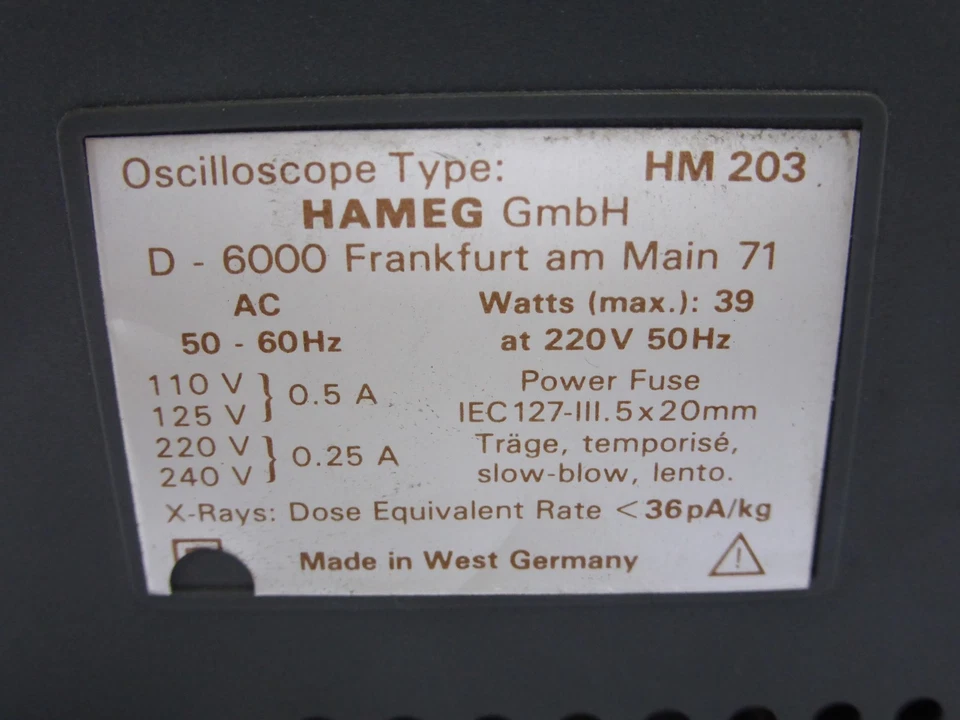 Oscilloscope Type: HM 203
HAMEG GmbH
D - 6000 Frankfurt am Main 71
AC
50 - 60Hz
110 V
125 V } 0.5 A
220 V
240 V } 0.25 A
Watts (max.): 39
at 220V 50Hz
Power Fuse
IEC127-III.5x20mm
Träge, temporisé,
slow-blow, lento.
X-Rays: Dose Equivalent Rate <36pA/kg
Made in West Germany